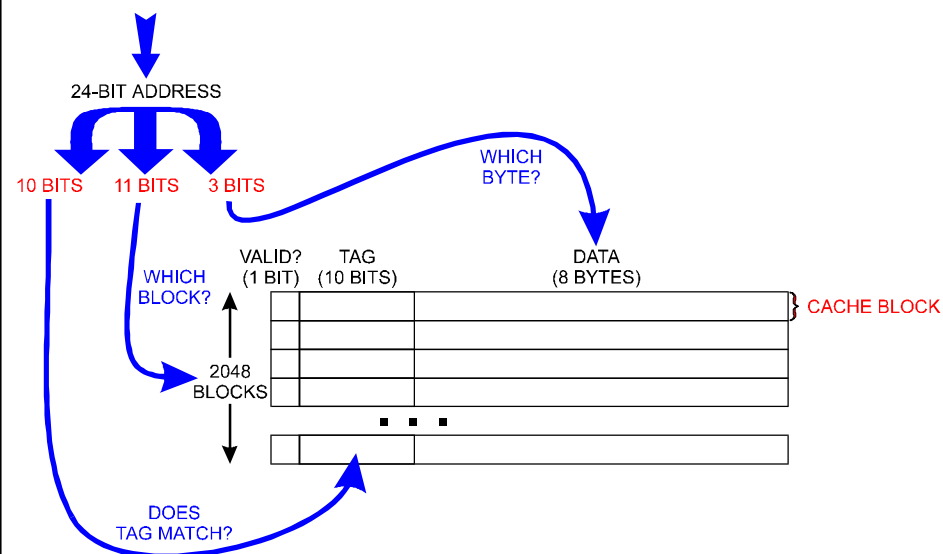 24-BIT ADDRESS
10 BITS
11 BITS
3 BITS
WHICH
BYTE?
VALID?
(1 BIT)
TAG
(10 BITS)
DATA
(8 BYTES)
WHICH
BLOCK?
CACHE BLOCK
2048
BLOCKS
DOES
TAG MATCH?